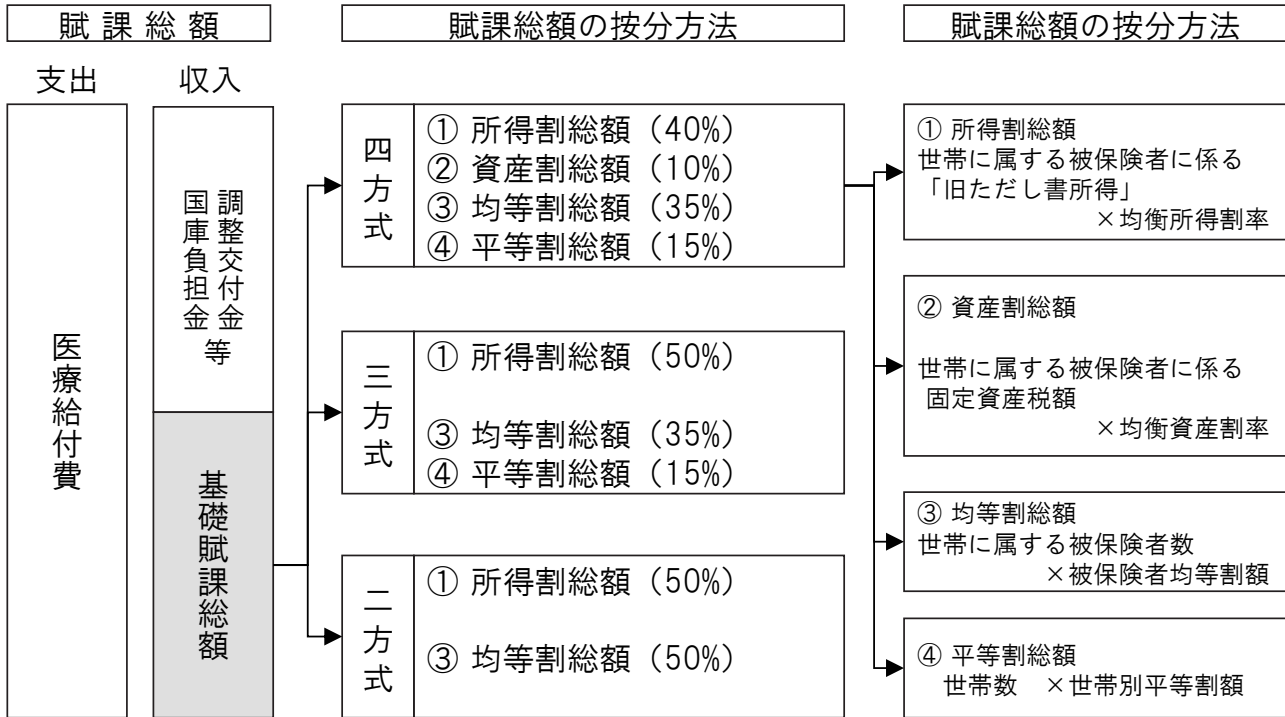 賦課総額
賦課総額の按分方法
賦課総額の按分方法
支出
収入
医療給付費
調整交付金
国庫負担金
等
基礎賦課総額
四方式
① 所得割総額（40%）
② 資産割総額（10%）
③ 均等割総額（35%）
④ 平等割総額（15%）
三方式
① 所得割総額（50%）
③ 均等割総額（35%）
④ 平等割総額（15%）
二方式
① 所得割総額（50%）
③ 均等割総額（50%）
① 所得割総額
世帯に属する被保険者に係る
「旧ただし書所得」
×均衡所得割率
② 資産割総額
世帯に属する被保険者に係る
固定資産税額
×均衡資産割率
③ 均等割総額
世帯に属する被保険者数
×被保険者均等割額
④ 平等割総額
世帯数　×世帯別平等割額